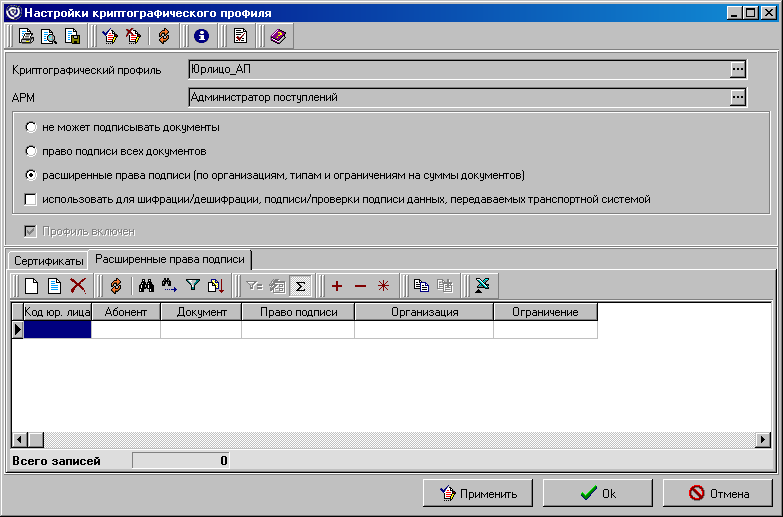 Настройки криптографического профиля
Криптографический профиль Юрлицо_АП ...
АРМ Администратор поступлений ...
не может подписывать документы
право подписи всех документов
расширенные права подписи (по организациям, типам и ограничениям на суммы документов)
использовать для шифрации/дешифрации, подписи/проверки подписи данных, передаваемых транспортной системой
Профиль включен
Сертификаты Расширенные права подписи
Код юр. лица Абонент Документ Право подписи Организация Ограничение
Всего записей 0
Применить Ok Отмена